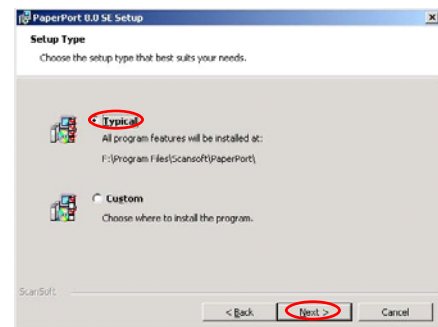 PaperPort 8.0 SE Setup
Setup Type
Choose the setup type that best suits your needs.
Typical
All program features will be installed at:
F:\Program Files\Scansoft\PaperPort\
Custom
Choose where to install the program.
ScanSoft
< Back Next > Cancel